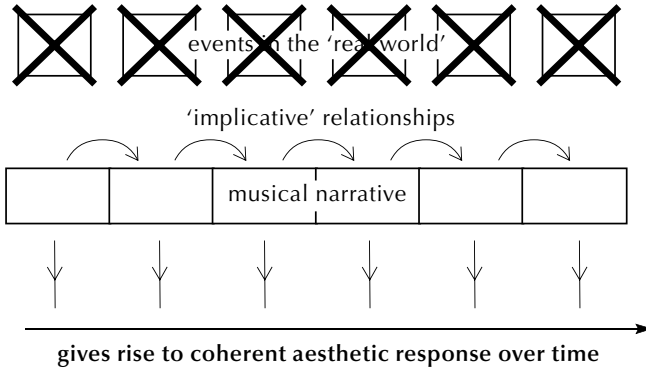 events in the ‘real world’
‘implicative’ relationships
musical narrative
gives rise to coherent aesthetic response over time